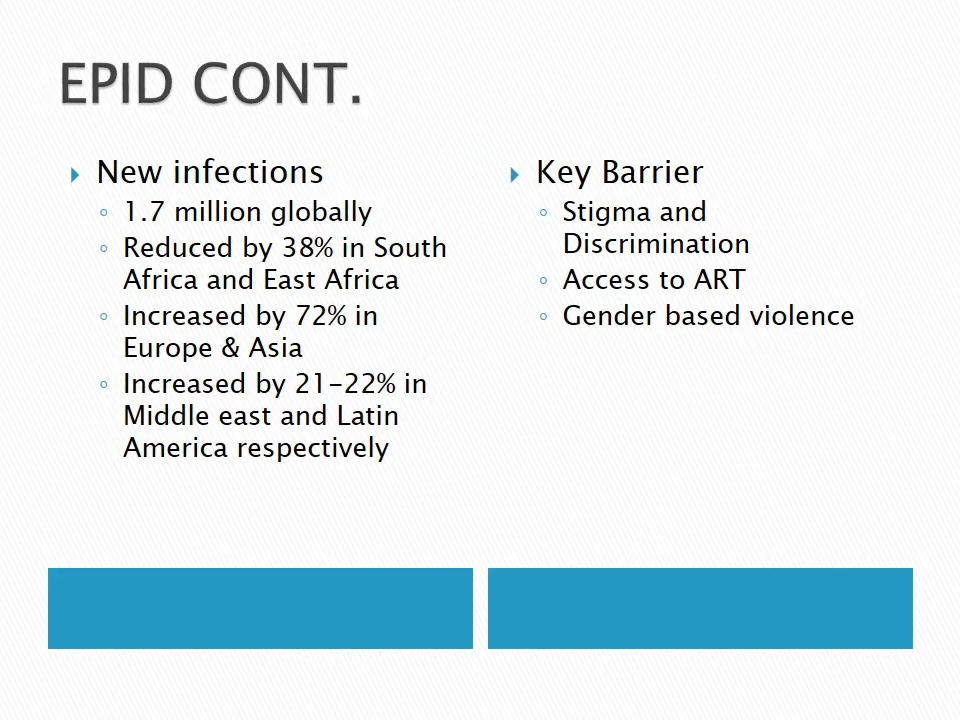 EPID CONT.
New infections
1.7 million globally
Reduced by 38% in South
Africa and East Africa
Increased by 72% in
Europe & Asia
Increased by 21-22% in
Middle east and Latin
America respectively
Key Barrier
Stigma and
Discrimination
Access to ART
Gender based violence